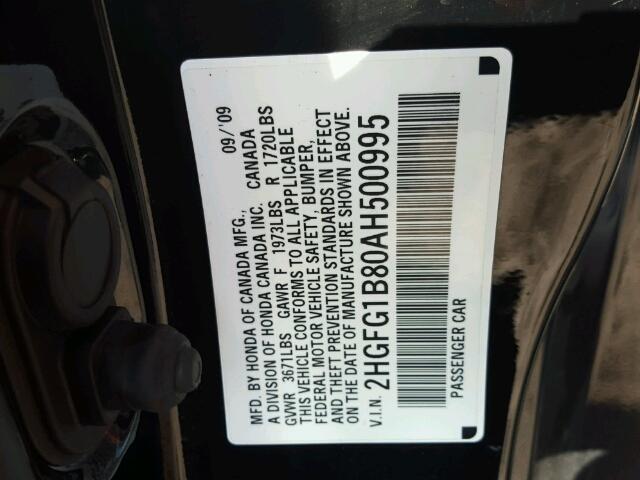 MFD. BY HONDA OF CANADA MFG., 09/'09
A DIVISION OF HONDA CANADA INC. CANADA
GVWR 3671LBS GAWR F 1973LBS R 1720LBS
THIS VEHICLE CONFORMS TO ALL APPLICABLE
FEDERAL MOTOR VEHICLE SAFETY, BUMPER,
AND THEFT PREVENTION STANDARDS IN EFFECT
ON THE DATE OF MANUFACTURE SHOWN ABOVE.
V.I.N. 2HGFG1B80AH500995
PASSENGER CAR